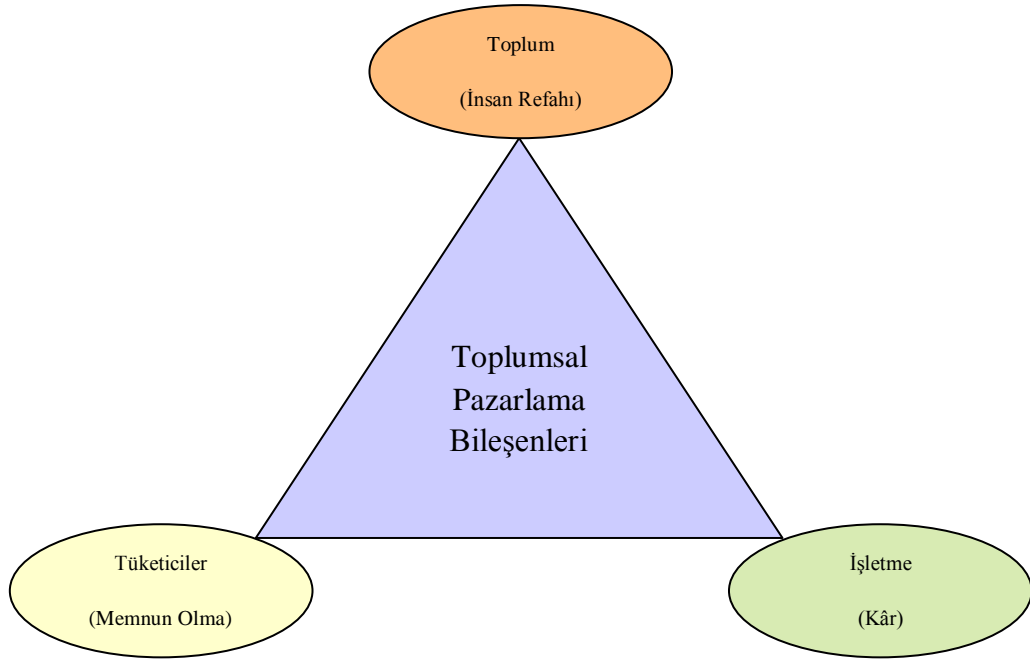 Toplum
(İnsan Refahı)
Toplumsal
Pazarlama
Bileşenleri
Tüketiciler
(Memnun Olma)
İşletme
(Kâr)